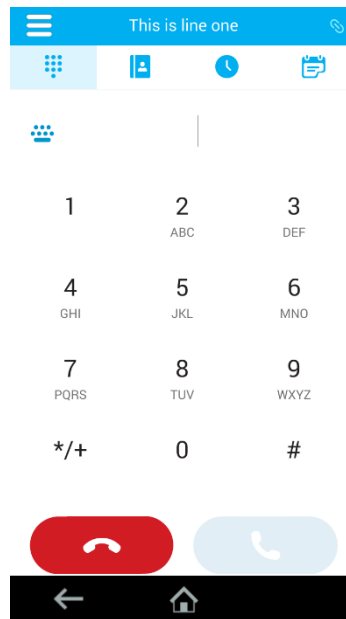 This is line one
1 2 3
ABC DEF
4 5 6
GHI JKL MNO
7 8 9
PQRS TUV WXYZ
*/+ 0 #